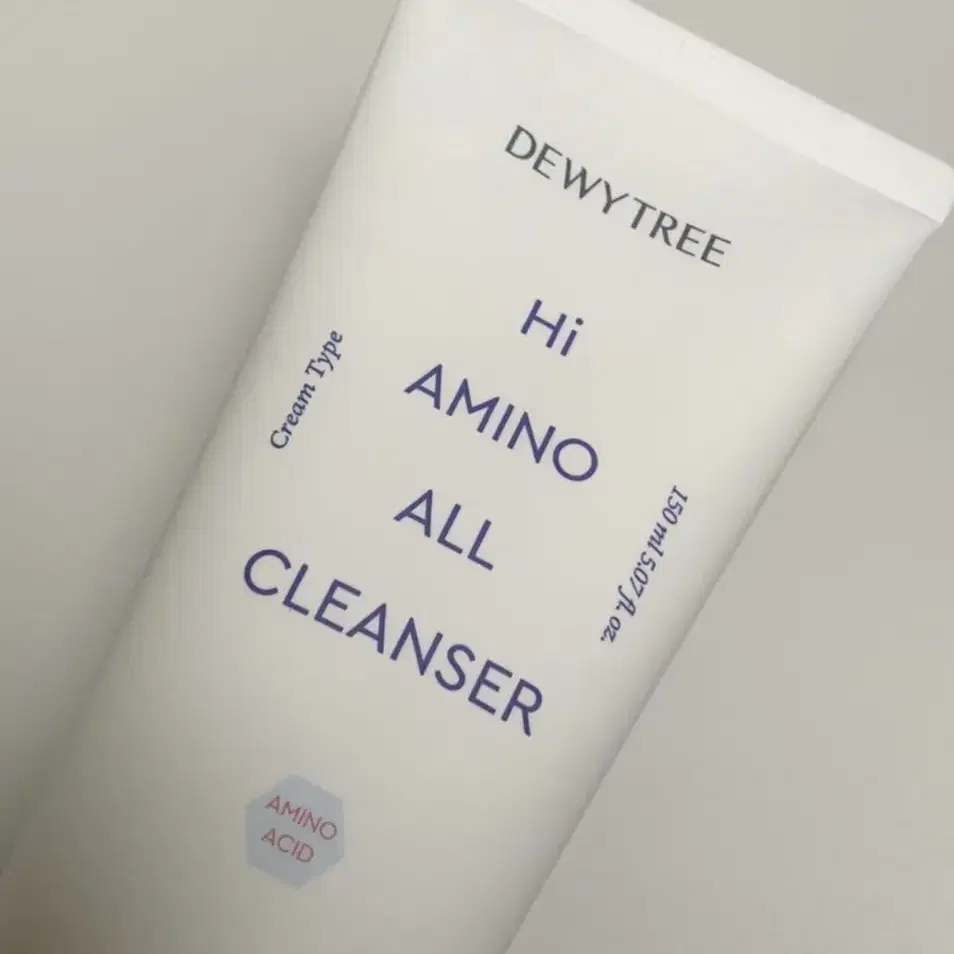 DEWYTREE
Hi
AMINO
ALL
CLEANSER
Cream Type
150 ml 5.07 fl. oz.
AMINO
ACID